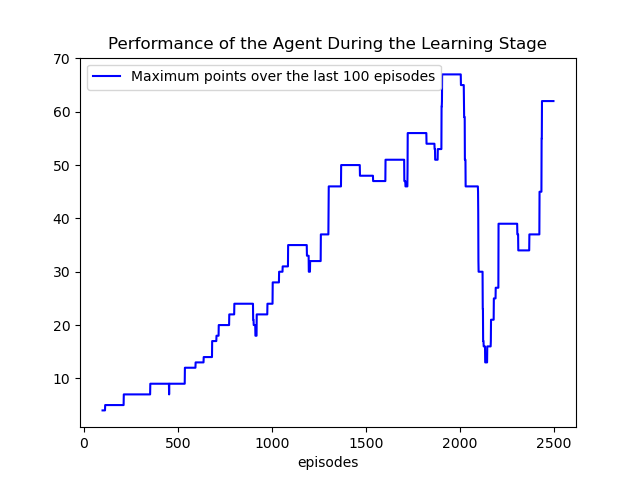 Performance of the Agent During the Learning Stage
Maximum points over the last 100 episodes
70
60
50
40
30
20
10
0 500 1000 1500 2000 2500
episodes